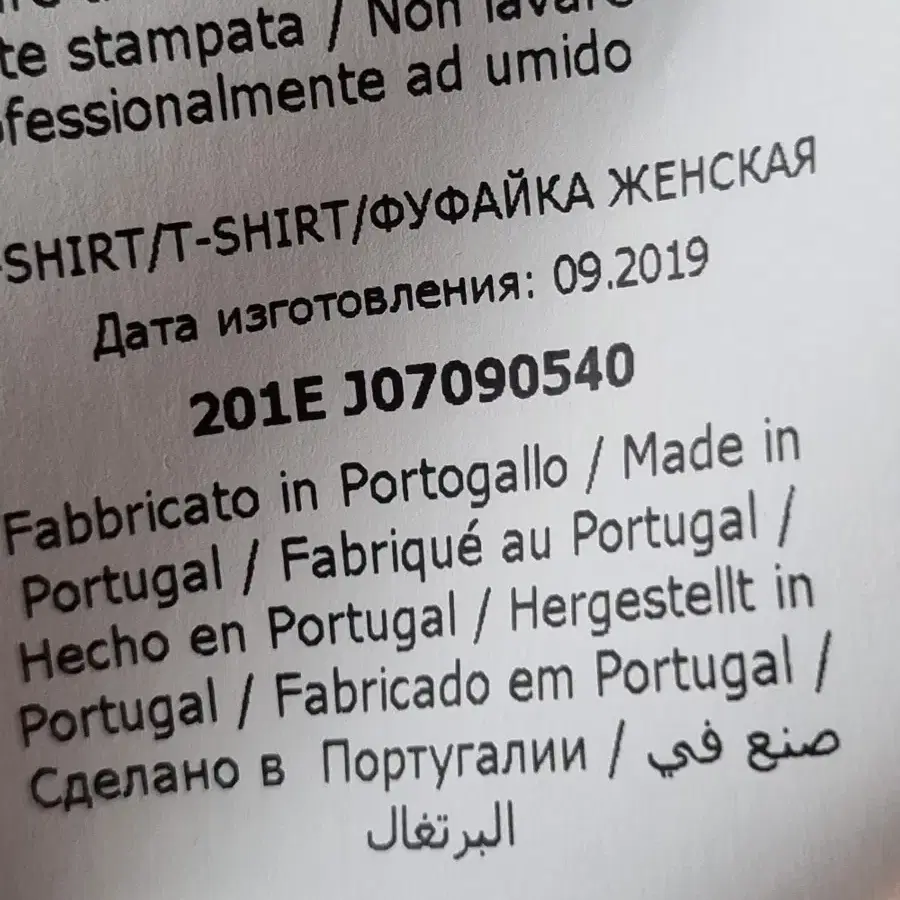 te stampata / Non lavare
ofessionalmente ad umido
-SHIRT/T-SHIRT/ФУФАЙКА ЖЕНСКАЯ
Дата изготовления: 09.2019
201E J07090540
Fabbricato in Portogallo / Made in
Portugal / Fabriqué au Portugal /
Hecho en Portugal / Hergestellt in
Portugal / Fabricado em Portugal /
Сделано в Португалии / صنع في
البرتغال